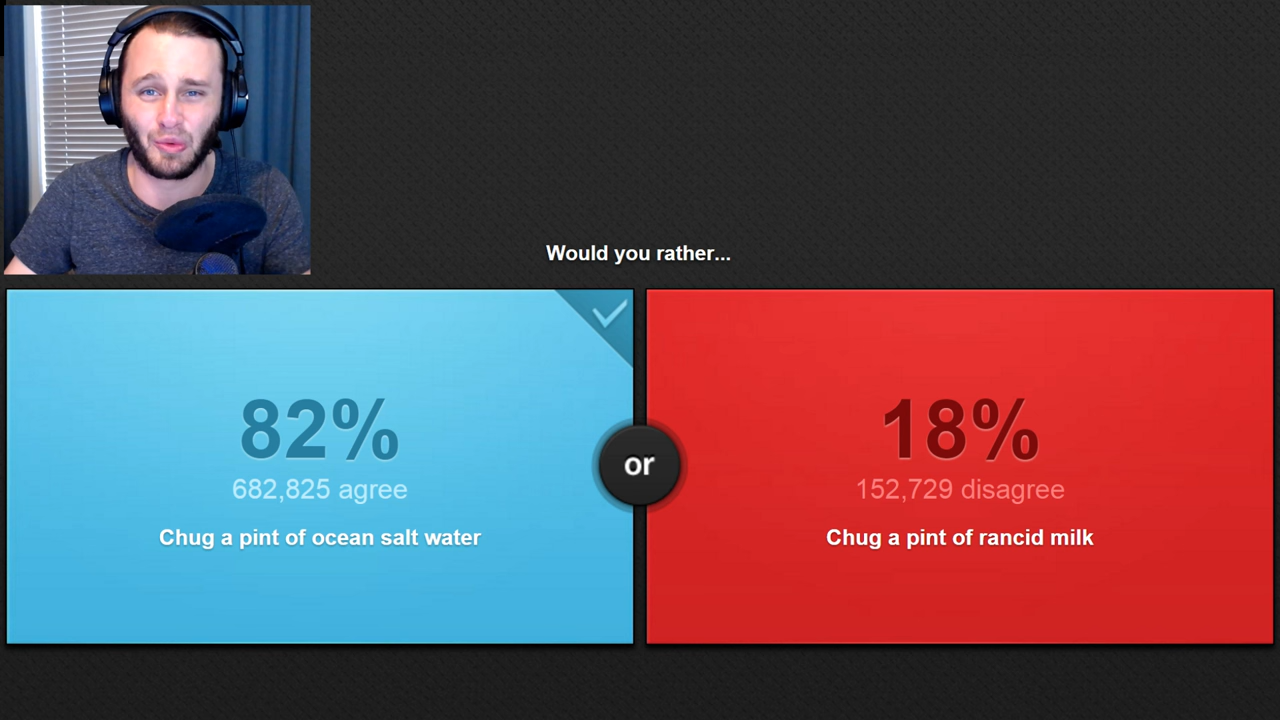 Would you rather...
82%
682,825 agree
Chug a pint of ocean salt water
or
18%
152,729 disagree
Chug a pint of rancid milk